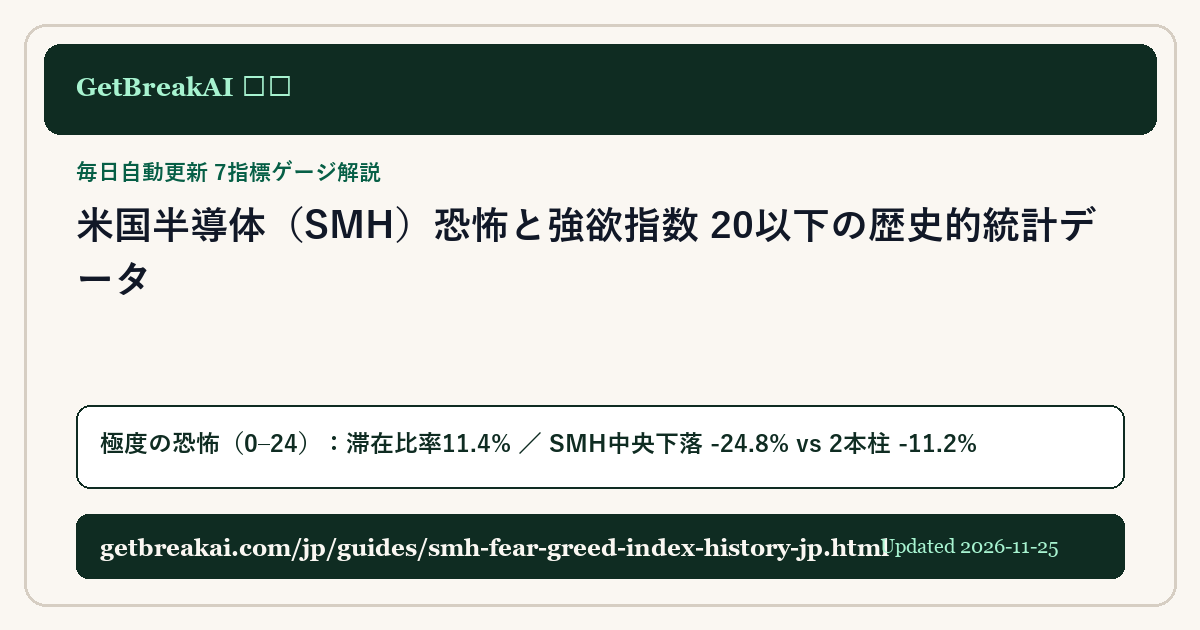 GetBreakAI □□
毎日自動更新 7指標ゲージ解説
米国半導体（SMH）恐怖と強欲指数 20以下の歴史的統計デ
ータ
極度の恐怖（0–24）：滞在比率11.4% ／ SMH中央下落 -24.8% vs 2本柱 -11.2%
getbreakai.com/jp/guides/smh-fear-greed-index-history-jp.html
Updated 2026-11-25